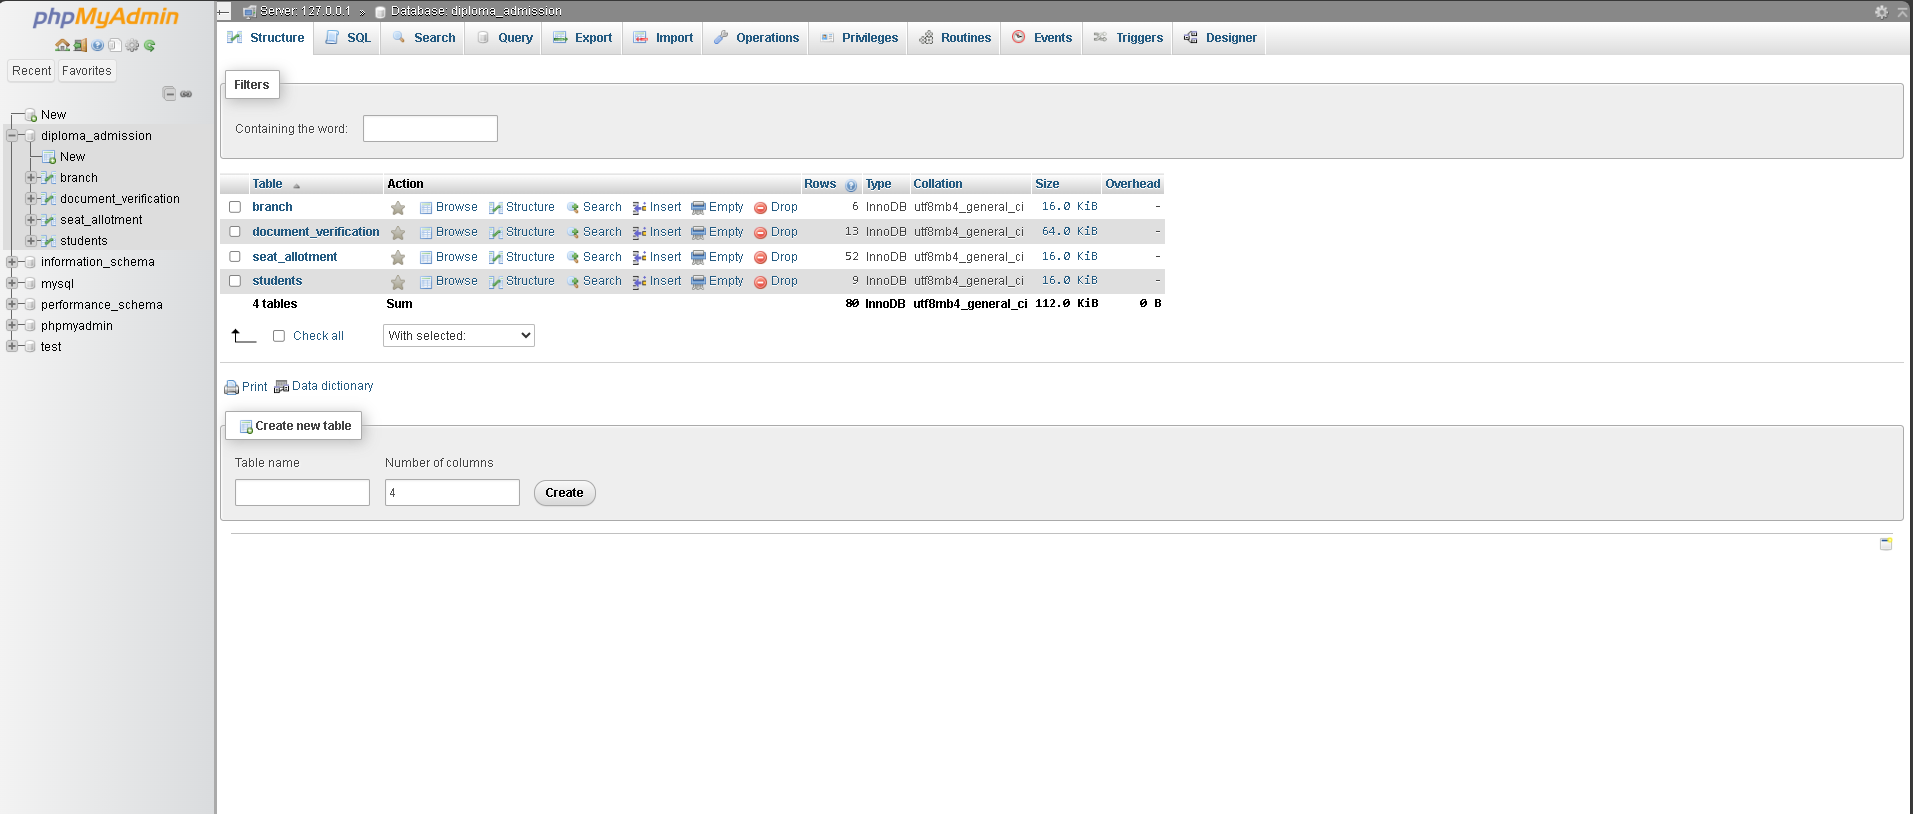 phpMyAdmin
Recent Favorites
New
diploma_admission
New
branch
document_verification
seat_allotment
students
information_schema
mysql
performance_schema
phpmyadmin
test
Server: 127.0.0.1 » Database: diploma_admission
Structure SQL Search Query Export Import Operations Privileges Routines Events Triggers Designer
Filters
Containing the word:
Table Action Rows Type Collation Size Overhead
branch Browse Structure Search Insert Empty Drop 6 InnoDB utf8mb4_general_ci 16.0 KiB -
document_verification Browse Structure Search Insert Empty Drop 13 InnoDB utf8mb4_general_ci 64.0 KiB -
seat_allotment Browse Structure Search Insert Empty Drop 52 InnoDB utf8mb4_general_ci 16.0 KiB -
students Browse Structure Search Insert Empty Drop 9 InnoDB utf8mb4_general_ci 16.0 KiB -
4 tables Sum 80 InnoDB utf8mb4_general_ci 112.0 KiB 0 B
Check all With selected:
Print Data dictionary
Create new table
Table name Number of columns
4 Create